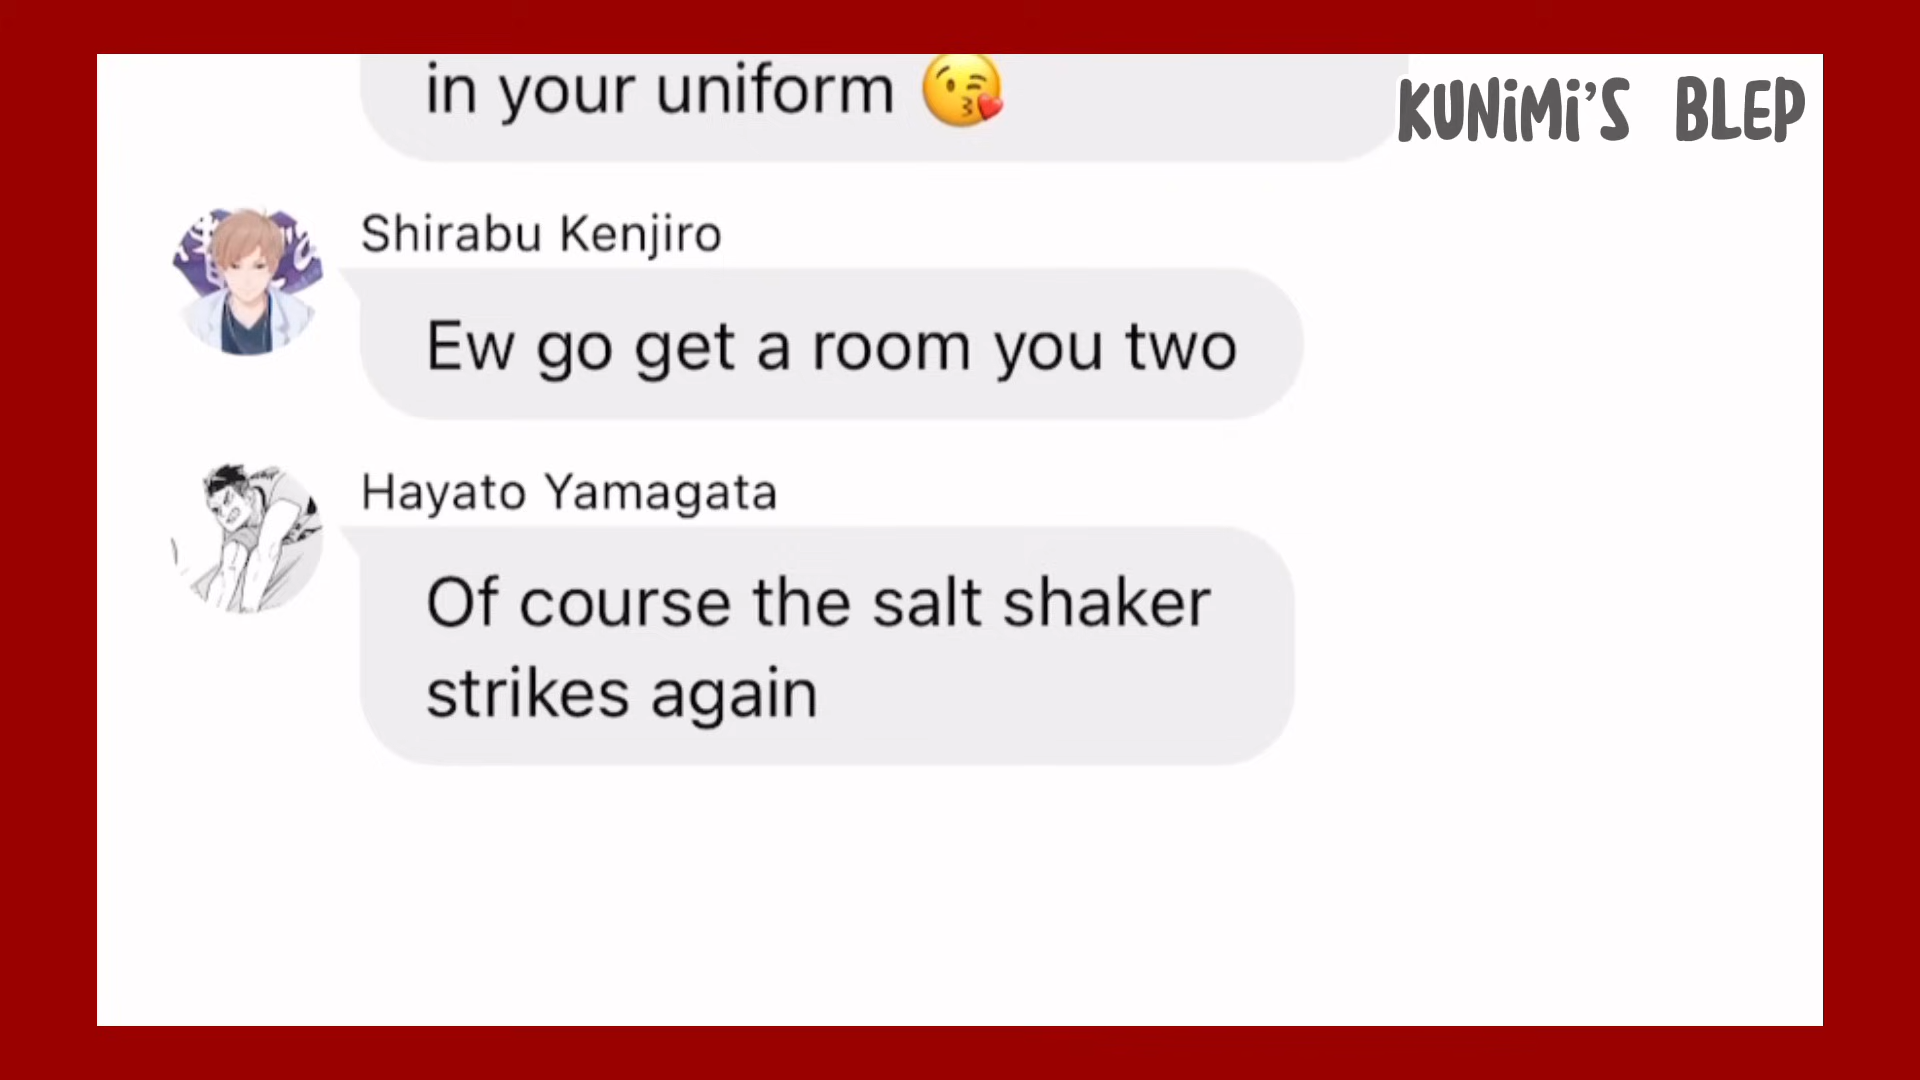 in your uniform 😘
KUNiMi'S BLEP
Shirabu Kenjiro
Ew go get a room you two
Hayato Yamagata
Of course the salt shaker
strikes again